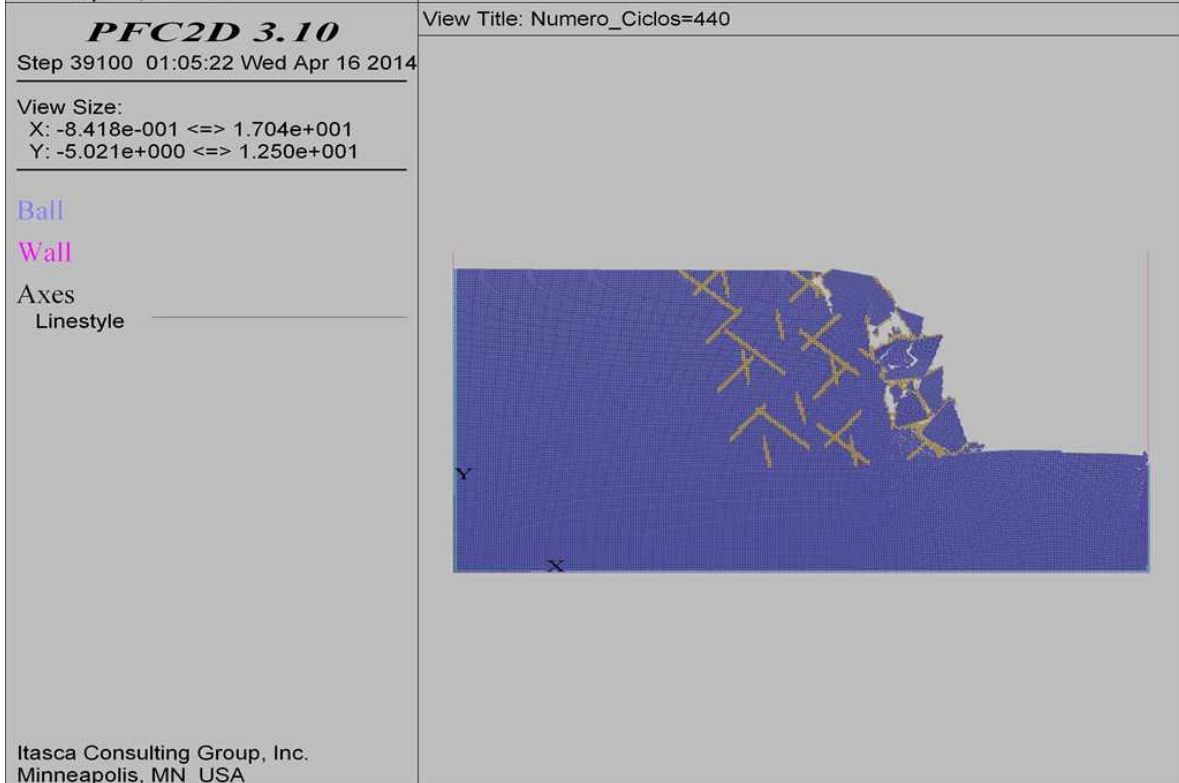 PFC2D 3.10
Step 39100 01:05:22 Wed Apr 16 2014
View Size:
X: -8.418e-001 <=> 1.704e+001
Y: -5.021e+000 <=> 1.250e+001
Ball
Wall
Axes
Linestyle
Itasca Consulting Group, Inc.
Minneapolis, MN USA
View Title: Numero_Ciclos=440
Y
X